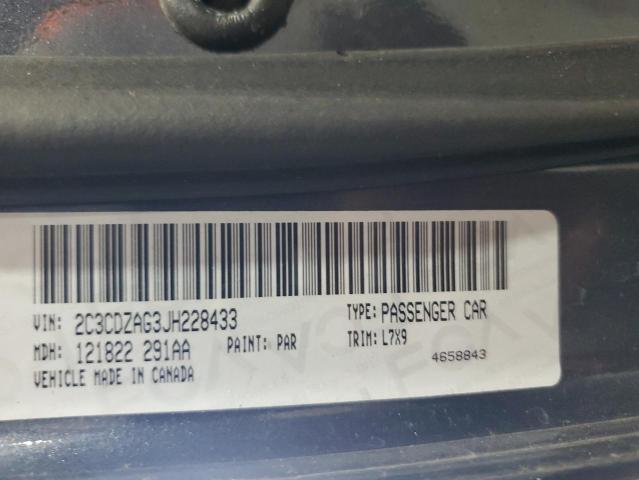 VIN: 2C3CDZAG3JH228433 TYPE: PASSENGER CAR
MDH: 121822 291AA PAINT: PAR TRIM: L7X9
4658843
VEHICLE MADE IN CANADA